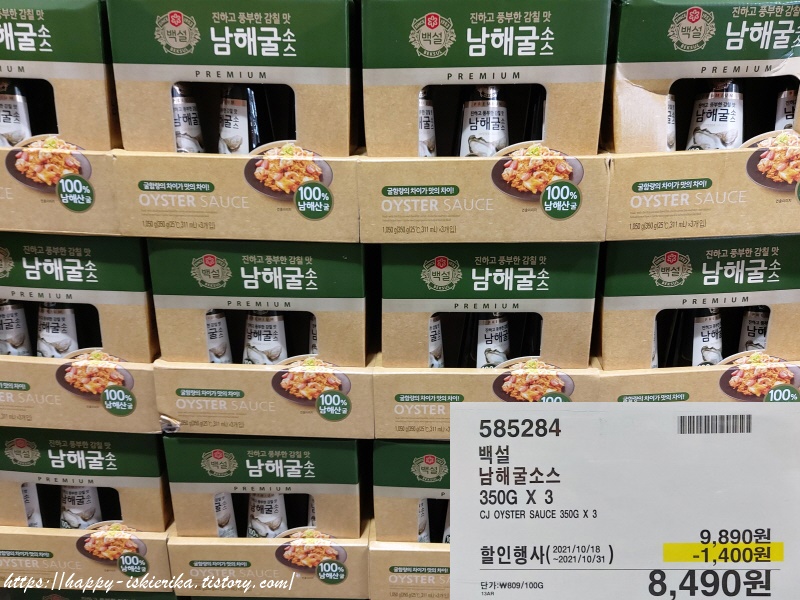 진하고 풍부한 감칠 맛
백설
BEKSUL
남해굴소스
PREMIUM
굴함량의 차이가 맛의 차이!
OYSTER SAUCE
100%
남해산굴
585284
백설
남해굴소스
350G X 3
CJ OYSTER SAUCE 350G X 3
9,890원
할인행사(2021/10/18
~2021/10/31)
-1,400원
단가:₩809/100G
8,490원
13AR
https://happy-iskierika.tistory.com/